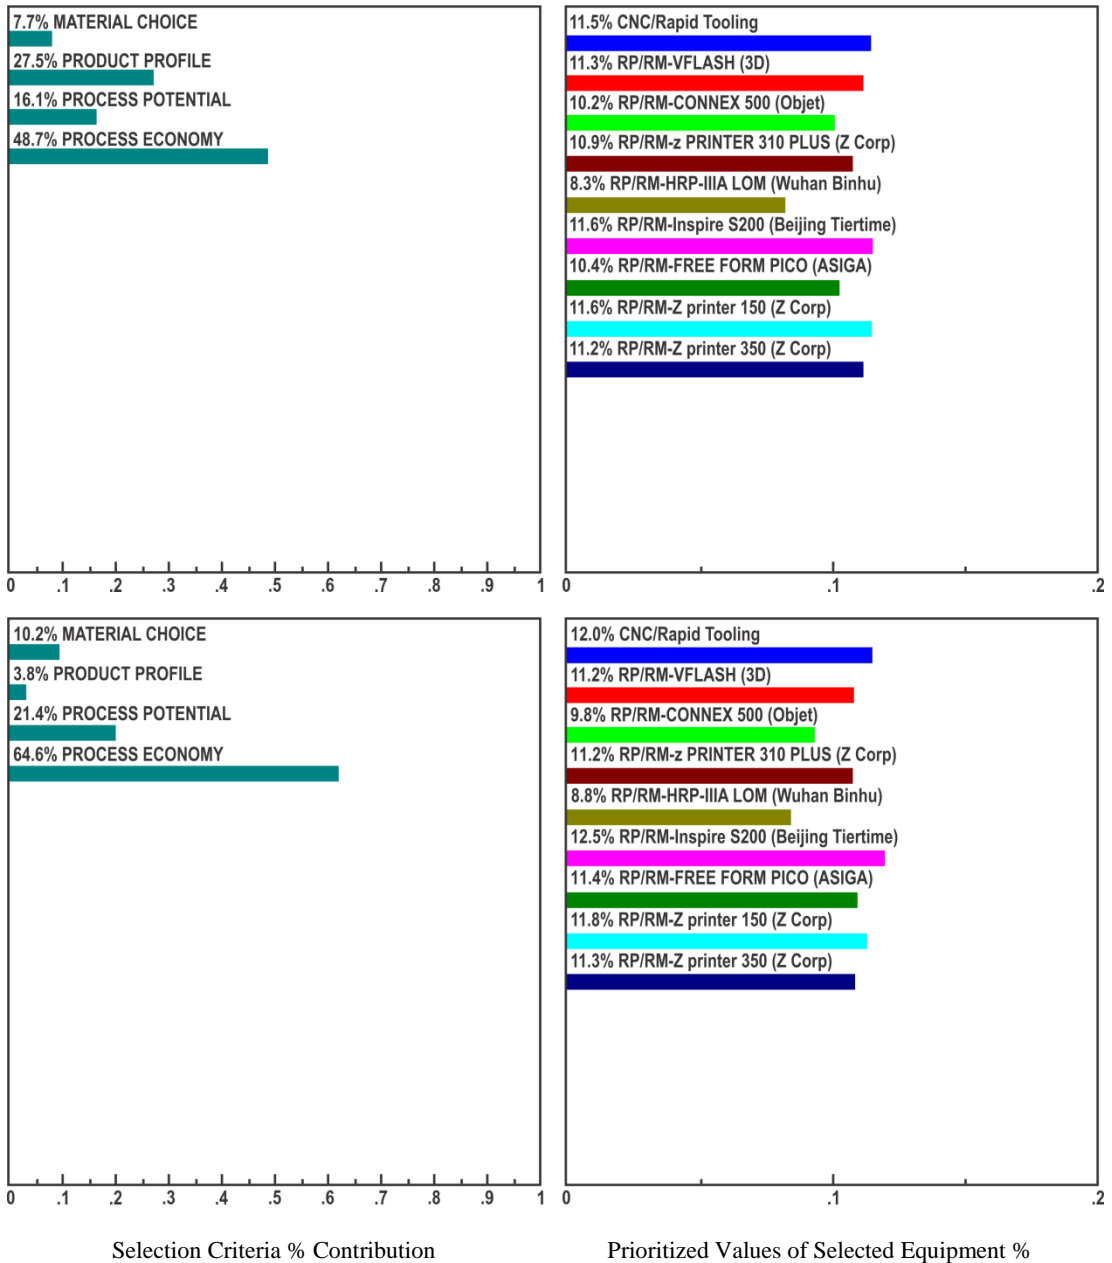 7.7% MATERIAL CHOICE
27.5% PRODUCT PROFILE
16.1% PROCESS POTENTIAL
48.7% PROCESS ECONOMY
0 .1 .2 .3 .4 .5 .6 .7 .8 .9 1
11.5% CNC/Rapid Tooling
11.3% RP/RM-VFLASH (3D)
10.2% RP/RM-CONNEX 500 (Objet)
10.9% RP/RM-z PRINTER 310 PLUS (Z Corp)
8.3% RP/RM-HRP-IIIA LOM (Wuhan Binhu)
11.6% RP/RM-Inspire S200 (Beijing Tiertime)
10.4% RP/RM-FREE FORM PICO (ASIGA)
11.6% RP/RM-Z printer 150 (Z Corp)
11.2% RP/RM-Z printer 350 (Z Corp)
0 .1 .2
10.2% MATERIAL CHOICE
3.8% PRODUCT PROFILE
21.4% PROCESS POTENTIAL
64.6% PROCESS ECONOMY
0 .1 .2 .3 .4 .5 .6 .7 .8 .9 1
12.0% CNC/Rapid Tooling
11.2% RP/RM-VFLASH (3D)
9.8% RP/RM-CONNEX 500 (Objet)
11.2% RP/RM-z PRINTER 310 PLUS (Z Corp)
8.8% RP/RM-HRP-IIIA LOM (Wuhan Binhu)
12.5% RP/RM-Inspire S200 (Beijing Tiertime)
11.4% RP/RM-FREE FORM PICO (ASIGA)
11.8% RP/RM-Z printer 150 (Z Corp)
11.3% RP/RM-Z printer 350 (Z Corp)
0 .1 .2
Selection Criteria % Contribution
Prioritized Values of Selected Equipment %